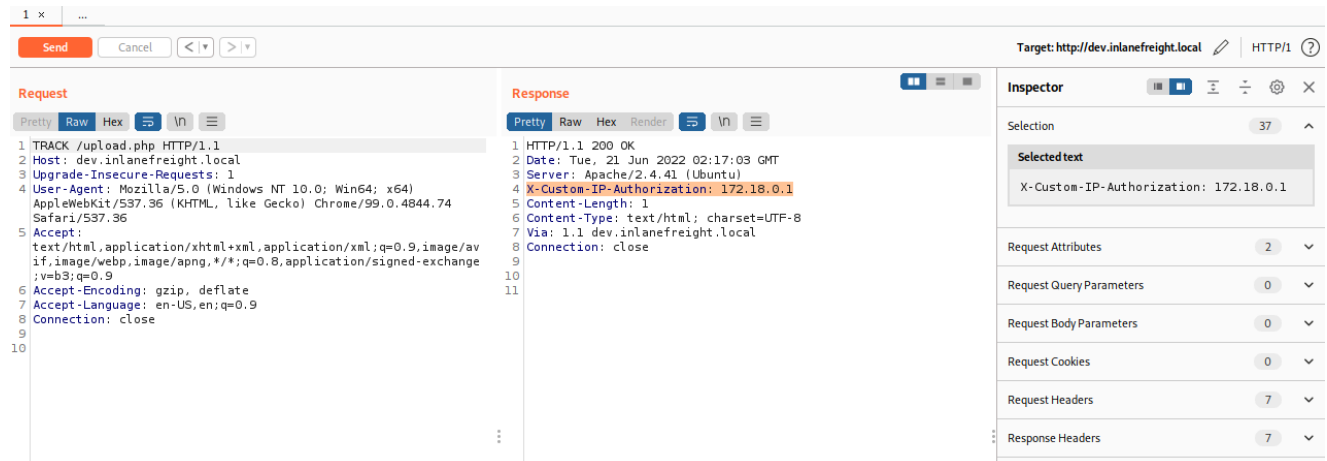 1 × ...
Send Cancel < > Target: http://dev.inlanefreight.local HTTP/1 ?
Request
Pretty Raw Hex \n
1 TRACK /upload.php HTTP/1.1
2 Host: dev.inlanefreight.local
3 Upgrade-Insecure-Requests: 1
4 User-Agent: Mozilla/5.0 (Windows NT 10.0; Win64; x64)
AppleWebKit/537.36 (KHTML, like Gecko) Chrome/99.0.4844.74
Safari/537.36
5 Accept:
text/html,application/xhtml+xml,application/xml;q=0.9,image/av
if,image/webp,image/apng,*/*;q=0.8,application/signed-exchange
;v=b3;q=0.9
6 Accept-Encoding: gzip, deflate
7 Accept-Language: en-US,en;q=0.9
8 Connection: close
9
10
Response
Pretty Raw Hex Render \n
1 HTTP/1.1 200 OK
2 Date: Tue, 21 Jun 2022 02:17:03 GMT
3 Server: Apache/2.4.41 (Ubuntu)
4 X-Custom-IP-Authorization: 172.18.0.1
5 Content-Length: 1
6 Content-Type: text/html; charset=UTF-8
7 Via: 1.1 dev.inlanefreight.local
8 Connection: close
9
10
11
Inspector
Selection 37
Selected text
X-Custom-IP-Authorization: 172.18.0.1
Request Attributes 2
Request Query Parameters 0
Request Body Parameters 0
Request Cookies 0
Request Headers 7
Response Headers 7